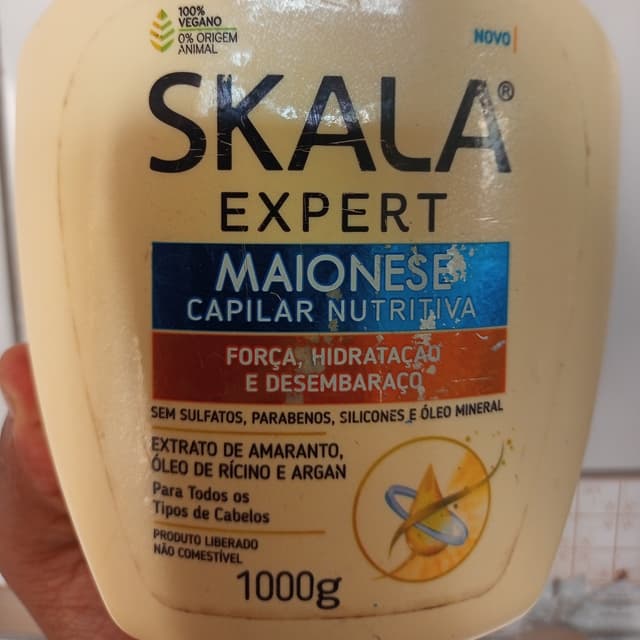 100%
VEGANO
0% ORIGEM
ANIMAL
NOVO
SKALA®
EXPERT
MAIONESE
CAPILAR NUTRITIVA
FORÇA, HIDRATAÇÃO
E DESEMBARAÇO
SEM SULFATOS, PARABENOS, SILICONES E ÓLEO MINERAL
EXTRATO DE AMARANTO,
ÓLEO DE RÍCINO E ARGAN
Para Todos os
Tipos de Cabelos
PRODUTO LIBERADO
NÃO COMESTÍVEL
1000g